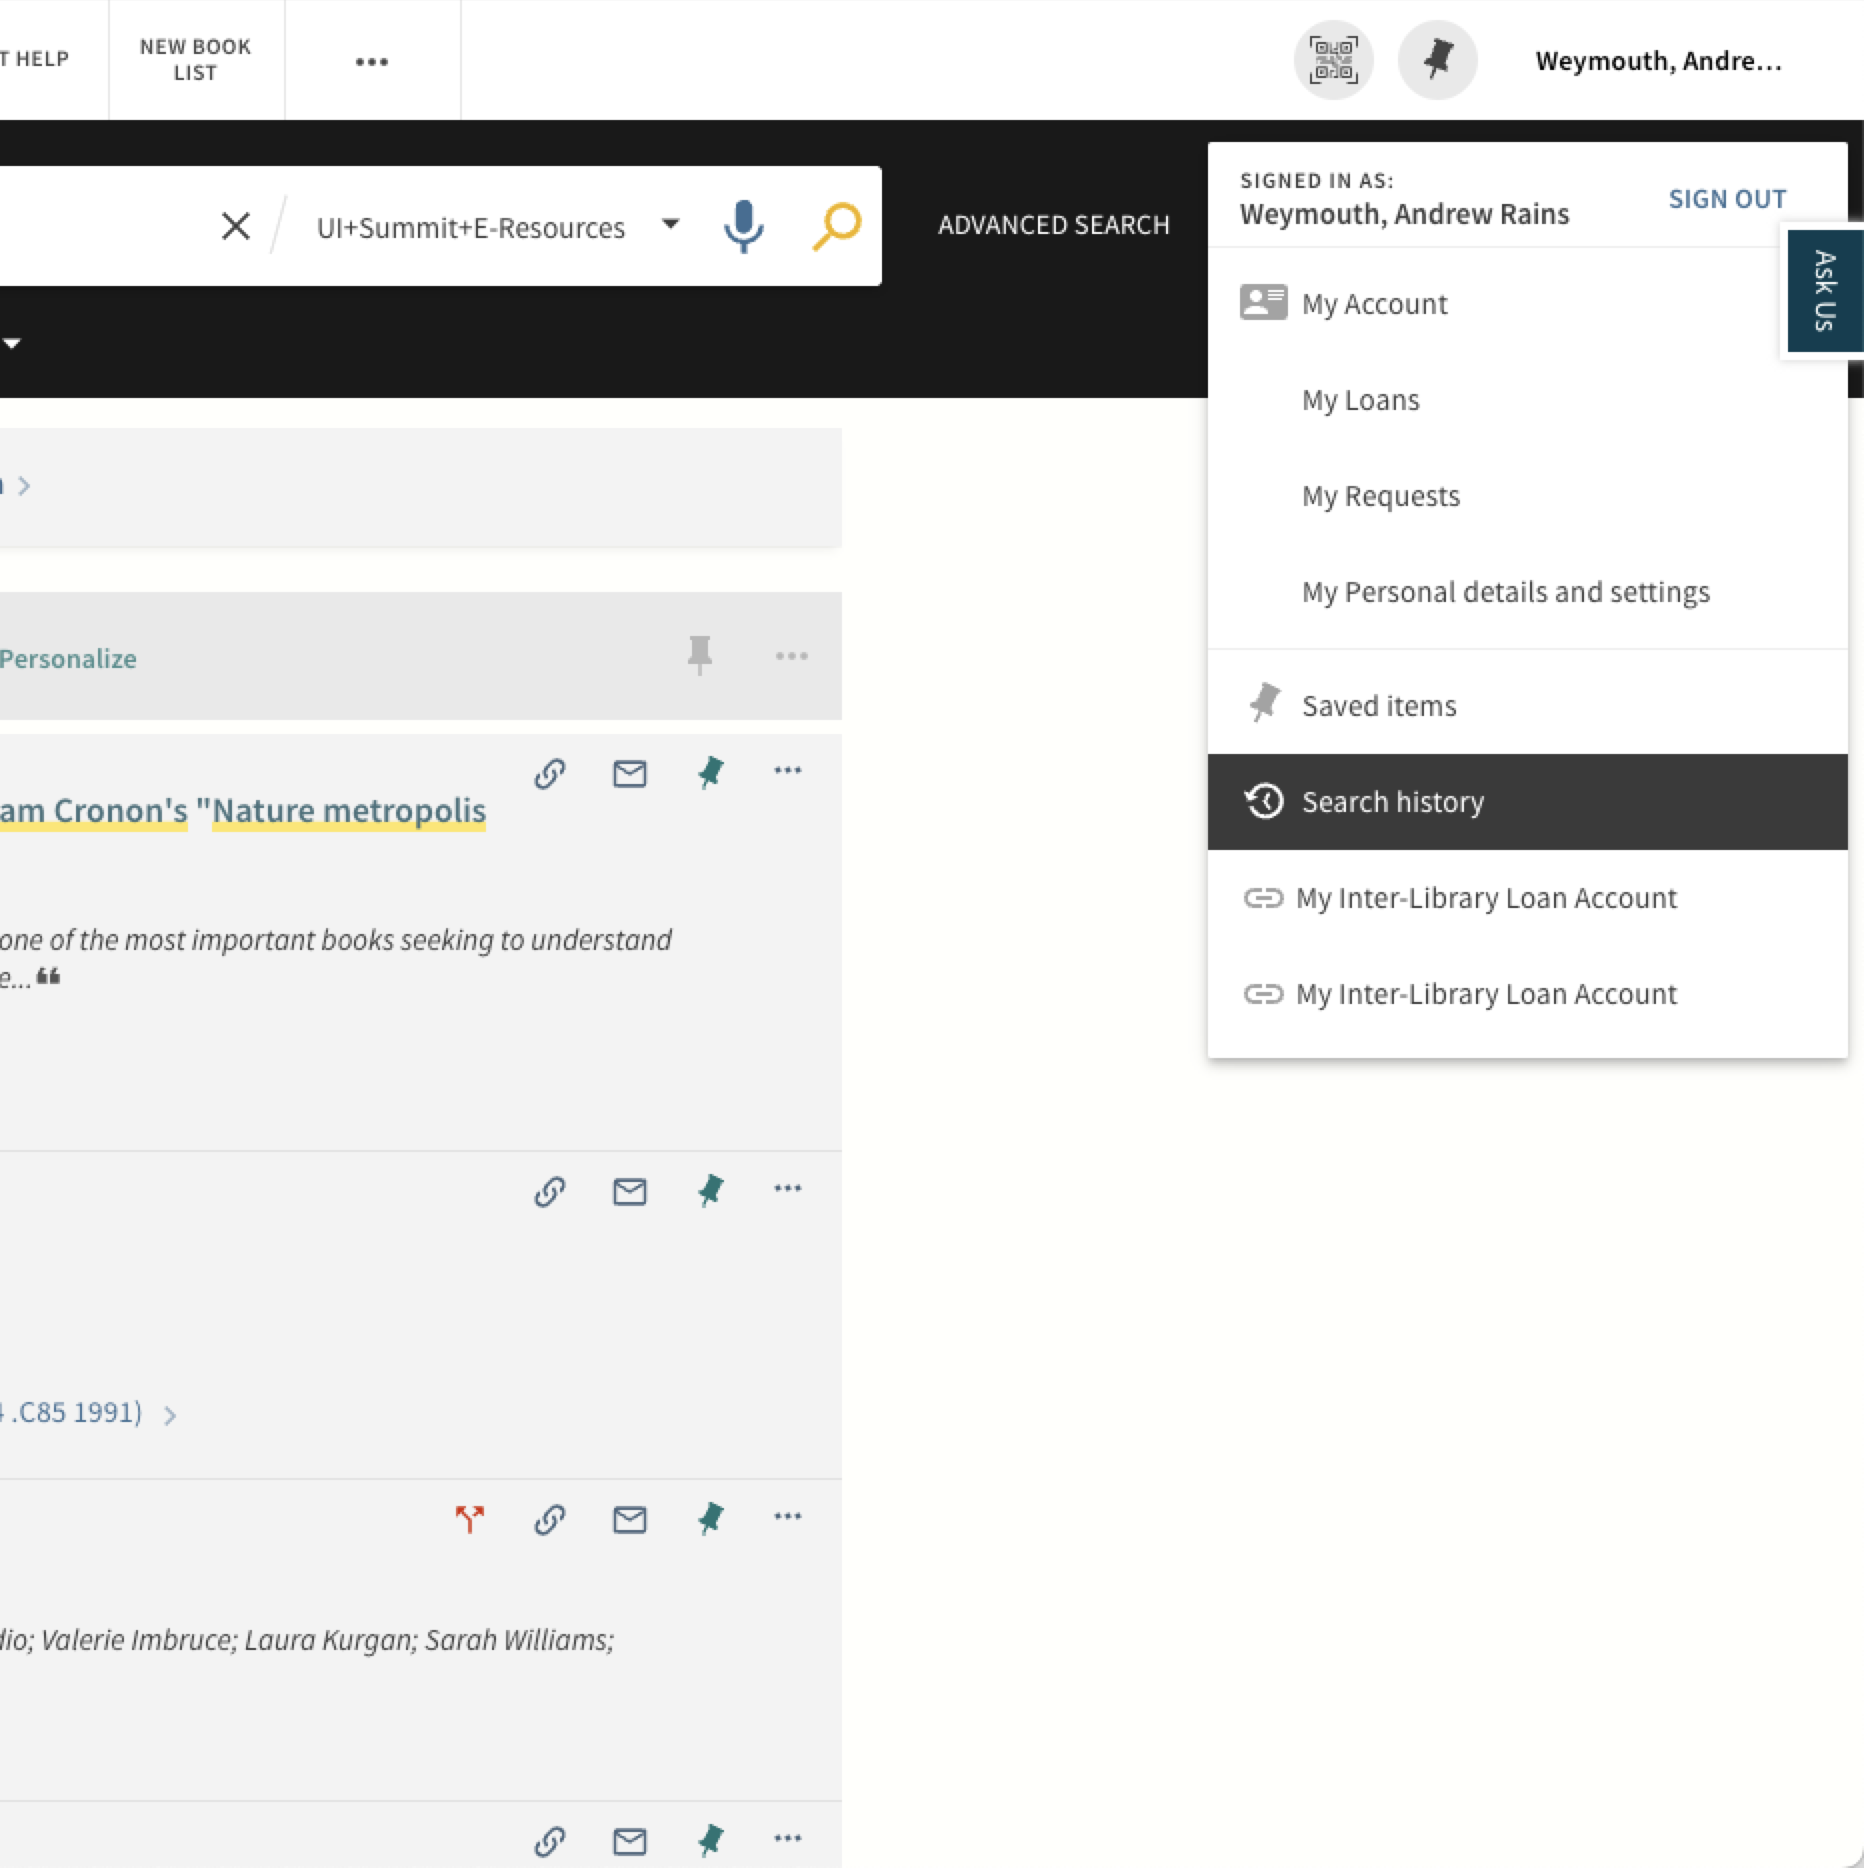 T HELP
NEW BOOK
LIST
Weymouth, Andre...
UI+Summit+E-Resources
ADVANCED SEARCH
SIGNED IN AS:
Weymouth, Andrew Rains
SIGN OUT
Ask Us
My Account
My Loans
My Requests
My Personal details and settings
Saved items
Search history
My Inter-Library Loan Account
My Inter-Library Loan Account
Personalize
am Cronon's "Nature metropolis
one of the most important books seeking to understand
e...❝
.C85 1991)
dio; Valerie Imbruce; Laura Kurgan; Sarah Williams;